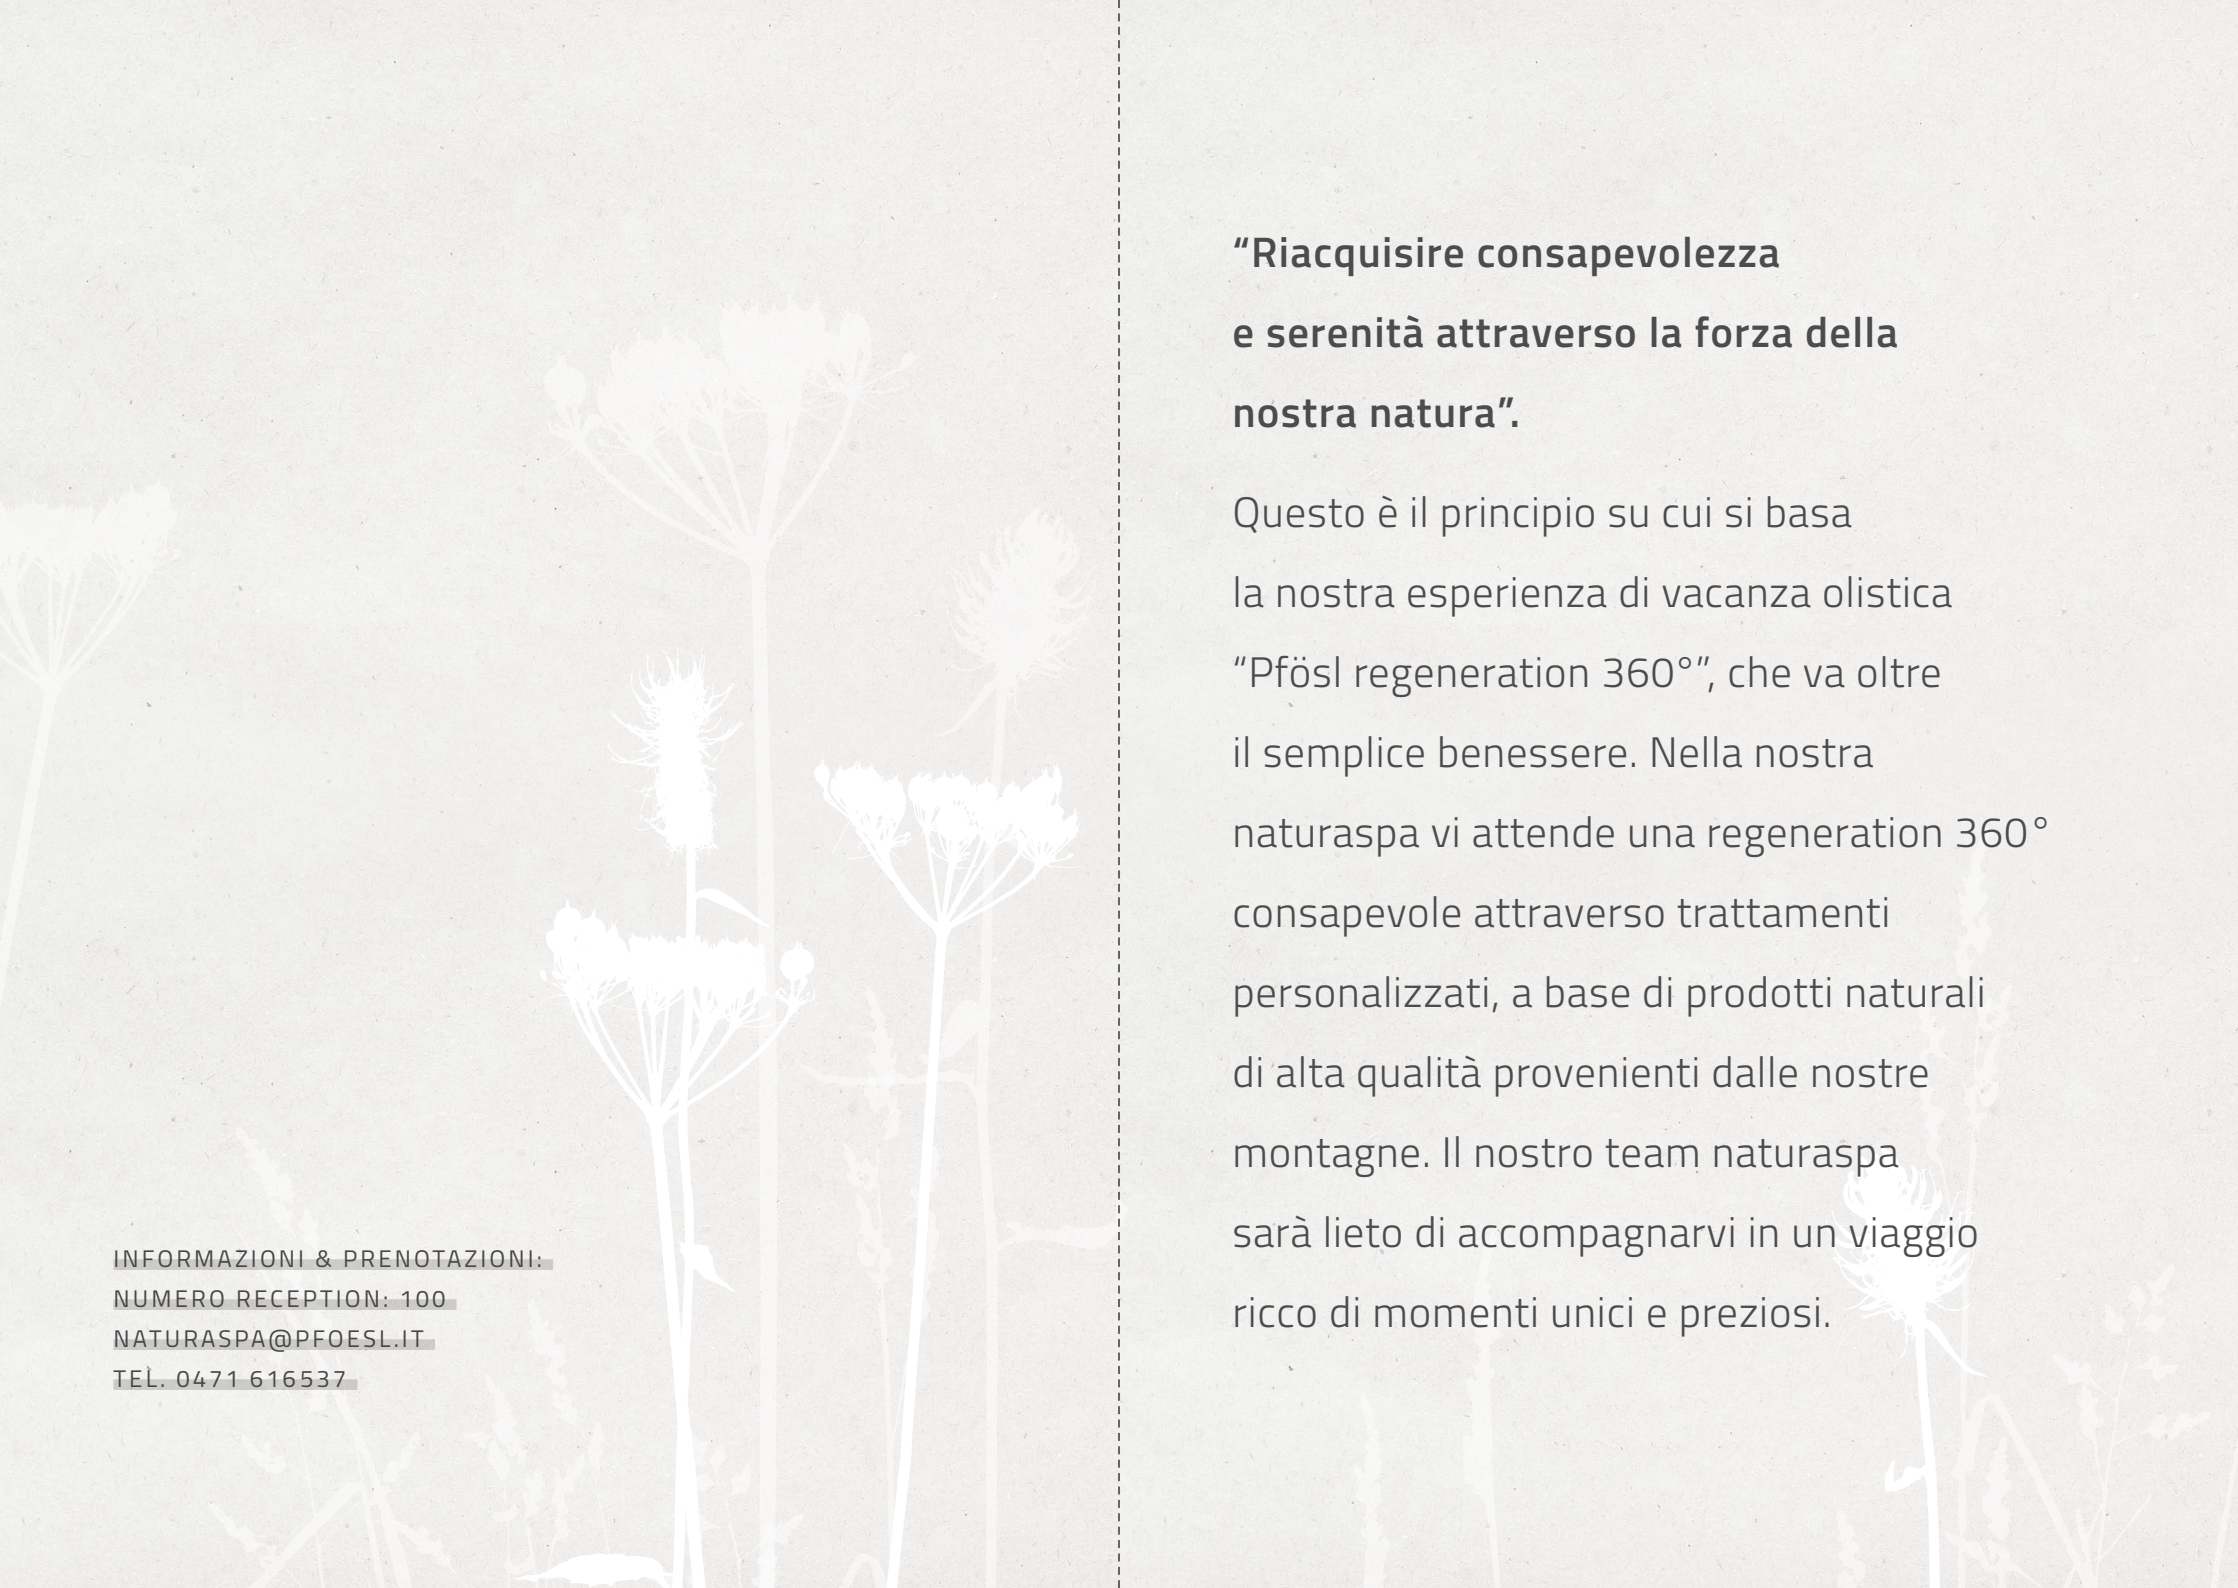 INFORMAZIONI & PRENOTAZIONI:
NUMERO RECEPTION: 100
NATURASPA@PFOESL.IT
TEL. 0471 616537
“Riacquisire consapevolezza
e serenità attraverso la forza della
nostra natura”.
Questo è il principio su cui si basa
la nostra esperienza di vacanza olistica
“Pfösl regeneration 360°”, che va oltre
il semplice benessere. Nella nostra
naturaspa vi attende una regeneration 360°
consapevole attraverso trattamenti
personalizzati, a base di prodotti naturali
di alta qualità provenienti dalle nostre
montagne. Il nostro team naturaspa
sarà lieto di accompagnarvi in un viaggio
ricco di momenti unici e preziosi.